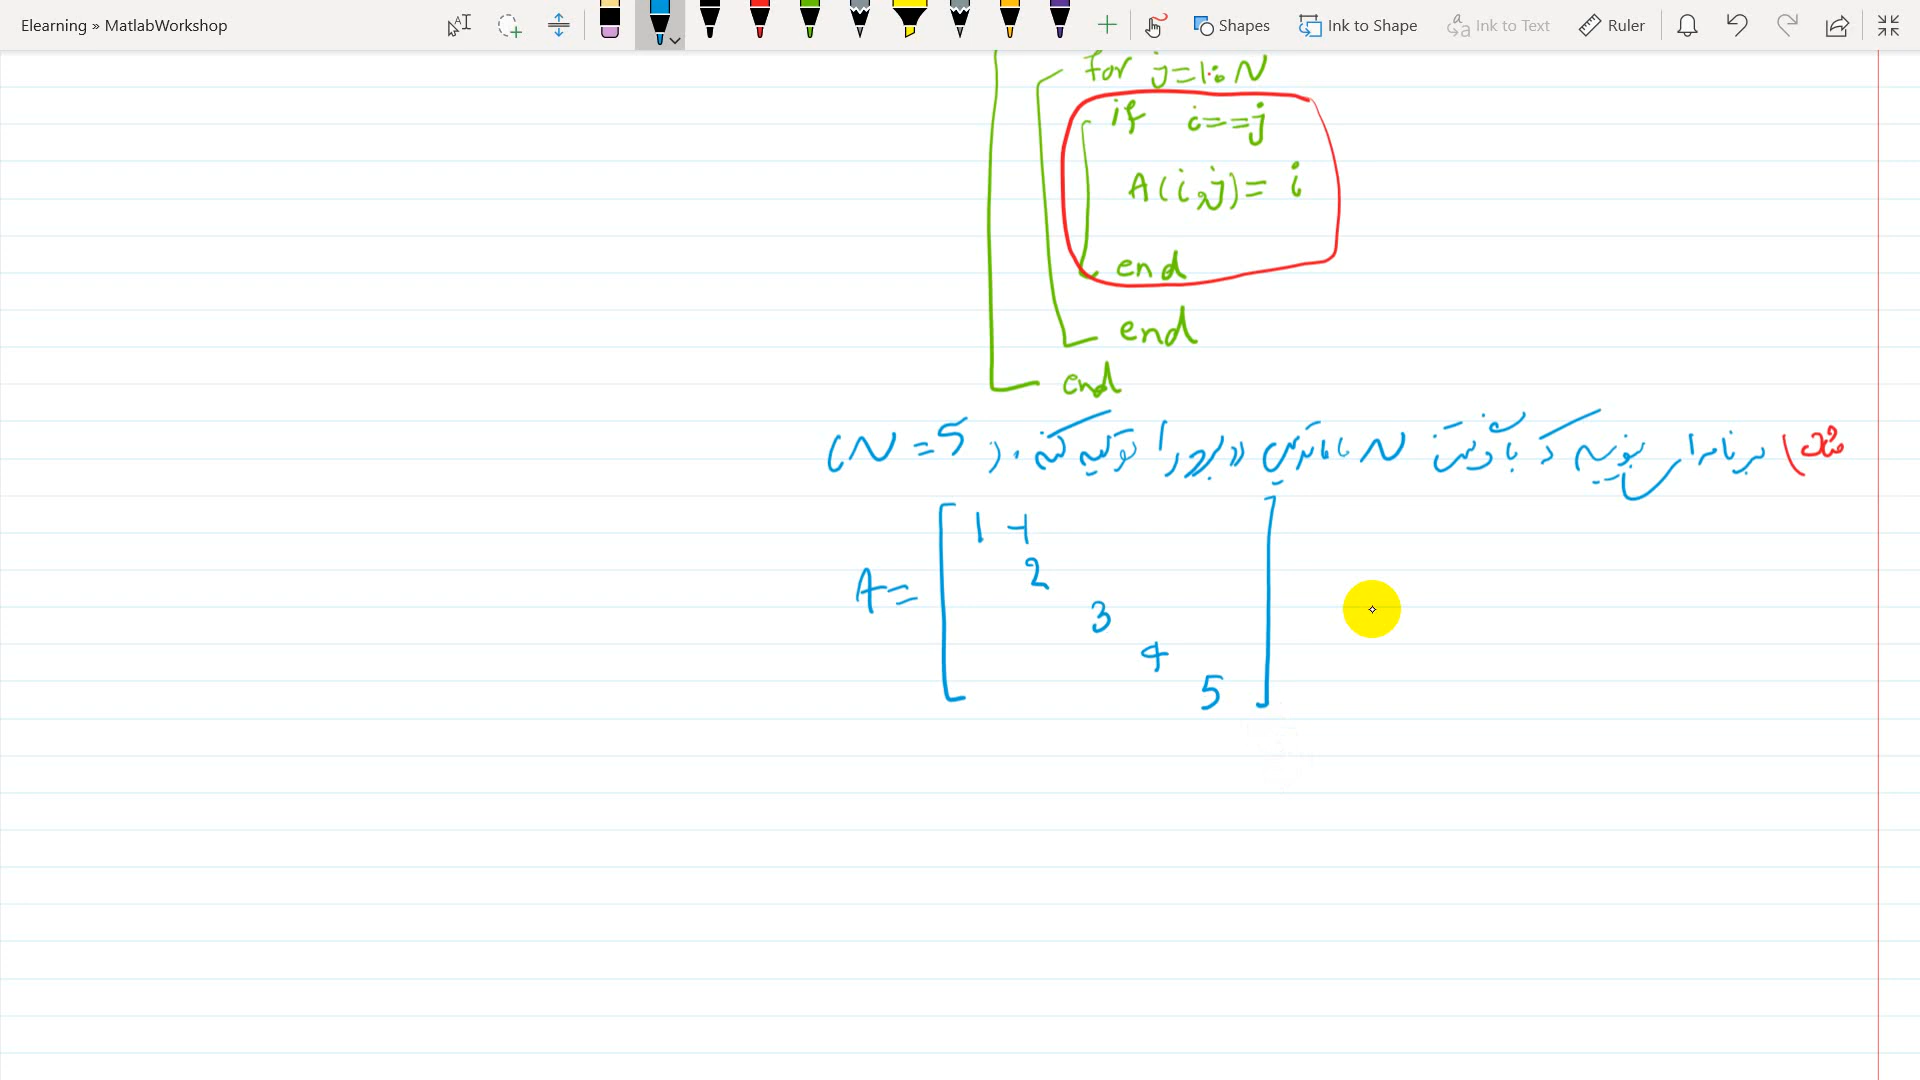 Elearning » MatlabWorkshop
Shapes
Ink to Shape
Ink to Text
Ruler
for j=1:N
if i==j
A(i,j)= i
end
end
end
مثال) برنامه‌ای بنویسید که با گرفتن N ماتریس زیر را تولید کند. (N=5
A=
1 -1
2
3
4
5